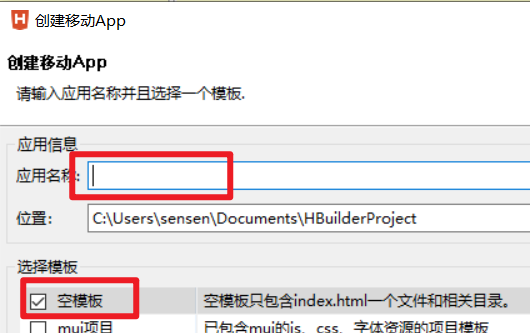 创建移动App
创建移动App
请输入应用名称并且选择一个模板.
应用信息
应用名称:
位置: C:\Users\sensen\Documents\HBuilderProject
选择模板
空模板 空模板只包含index.html一个文件和相关目录。
mui项目 已包含mui的js、css、字体资源的项目模板